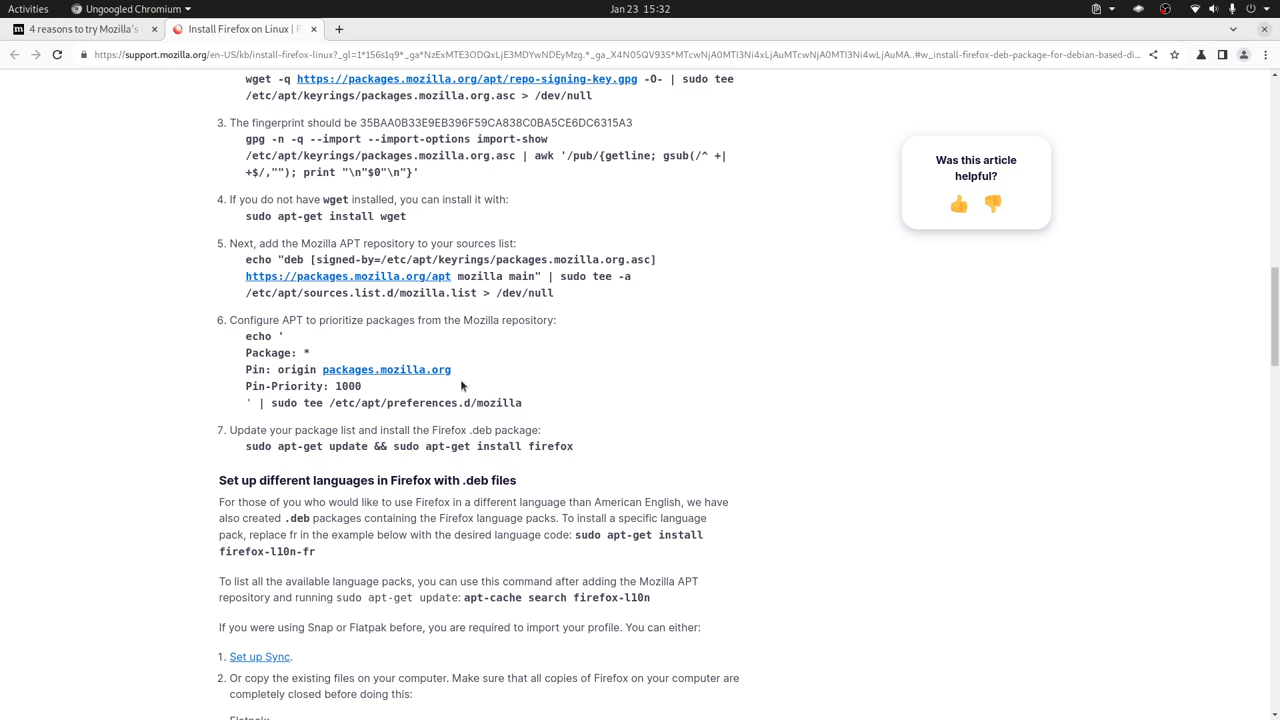 Activities
Ungoogled Chromium
Jan 23 15:32
4 reasons to try Mozilla's
Install Firefox on Linux | F
https://support.mozilla.org/en-US/kb/install-firefox-linux?_gl=1*156s1q9*_ga*NzExMTE3ODQxLjE3MDYwNDEyMzg.*_ga_X4N05QV93S*MTcwNjA0MTI3Ni4xLjAuMTcwNjA0MTI3Ni4wLjAuMA..#w_install-firefox-deb-package-for-debian-based-di...
wget -q https://packages.mozilla.org/apt/repo-signing-key.gpg -O- | sudo tee
/etc/apt/keyrings/packages.mozilla.org.asc > /dev/null
3. The fingerprint should be 35BAA0B33E9EB396F59CA838C0BA5CE6DC6315A3
gpg -n -q --import --import-options import-show
/etc/apt/keyrings/packages.mozilla.org.asc | awk '/pub/{getline; gsub(/^ +|
+$/,""); print "\n"$0"\n"}'
4. If you do not have wget installed, you can install it with:
sudo apt-get install wget
5. Next, add the Mozilla APT repository to your sources list:
echo "deb [signed-by=/etc/apt/keyrings/packages.mozilla.org.asc]
https://packages.mozilla.org/apt mozilla main" | sudo tee -a
/etc/apt/sources.list.d/mozilla.list > /dev/null
6. Configure APT to prioritize packages from the Mozilla repository:
echo '
Package: *
Pin: origin packages.mozilla.org
Pin-Priority: 1000
' | sudo tee /etc/apt/preferences.d/mozilla
7. Update your package list and install the Firefox .deb package:
sudo apt-get update && sudo apt-get install firefox
Set up different languages in Firefox with .deb files
For those of you who would like to use Firefox in a different language than American English, we have
also created .deb packages containing the Firefox language packs. To install a specific language
pack, replace fr in the example below with the desired language code: sudo apt-get install
firefox-l10n-fr
To list all the available language packs, you can use this command after adding the Mozilla APT
repository and running sudo apt-get update: apt-cache search firefox-l10n
If you were using Snap or Flatpak before, you are required to import your profile. You can either:
1. Set up Sync.
2. Or copy the existing files on your computer. Make sure that all copies of Firefox on your computer are
completely closed before doing this:
Flatpak:
Was this article
helpful?